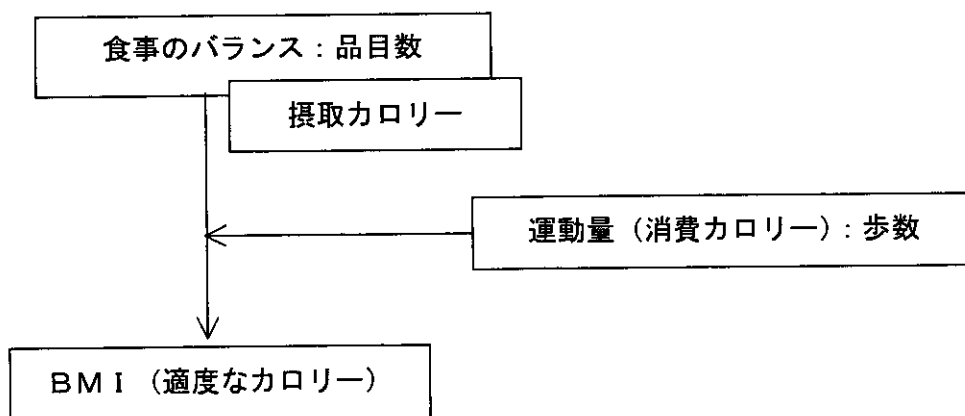 食事のバランス：品目数
摂取カロリー
運動量（消費カロリー）：歩数
ＢＭＩ（適度なカロリー）